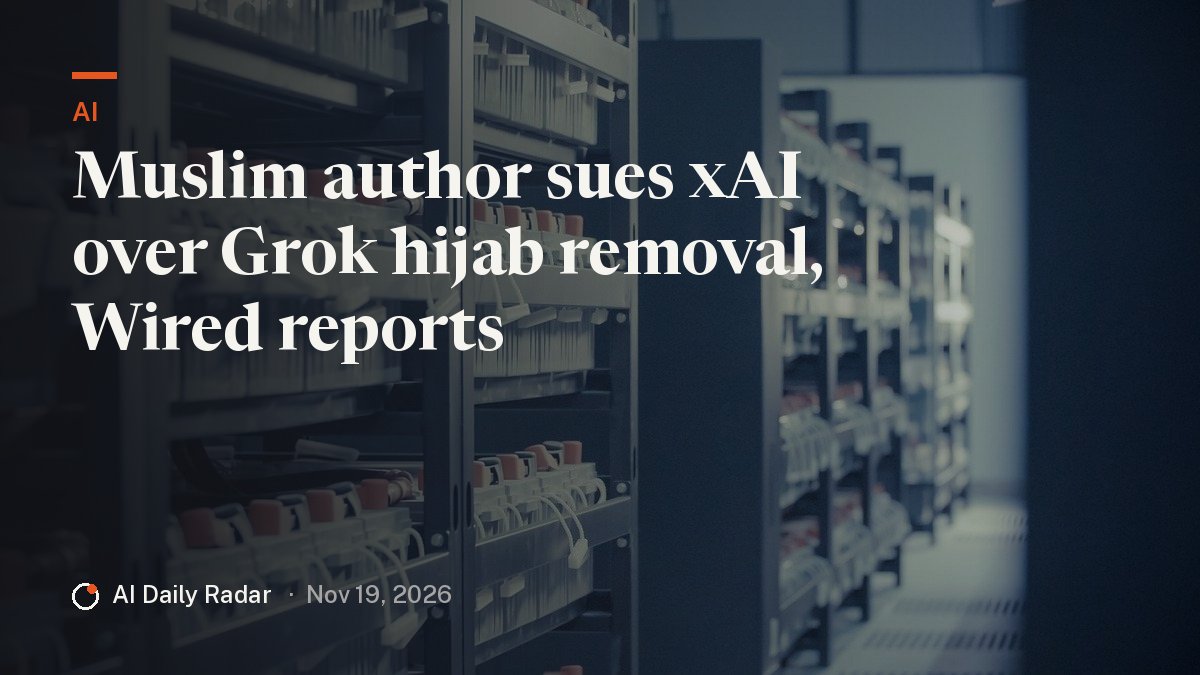 AI
Muslim author sues xAI
over Grok hijab removal,
Wired reports
AI Daily Radar · Nov 19, 2026